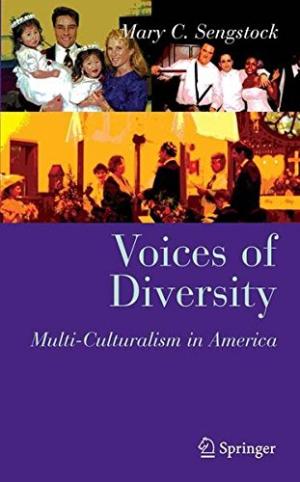 Mary C. Sengstock
Voices of
Diversity
Multi-Culturalism in America
Springer